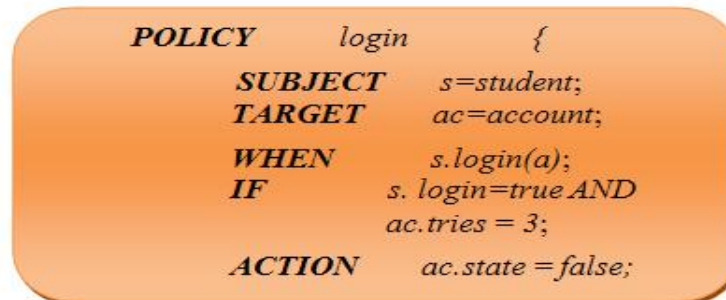 POLICY login {
SUBJECT s=student;
TARGET ac=account;
WHEN s.login(a);
IF s. login=true AND
ac.tries = 3;
ACTION ac.state = false;